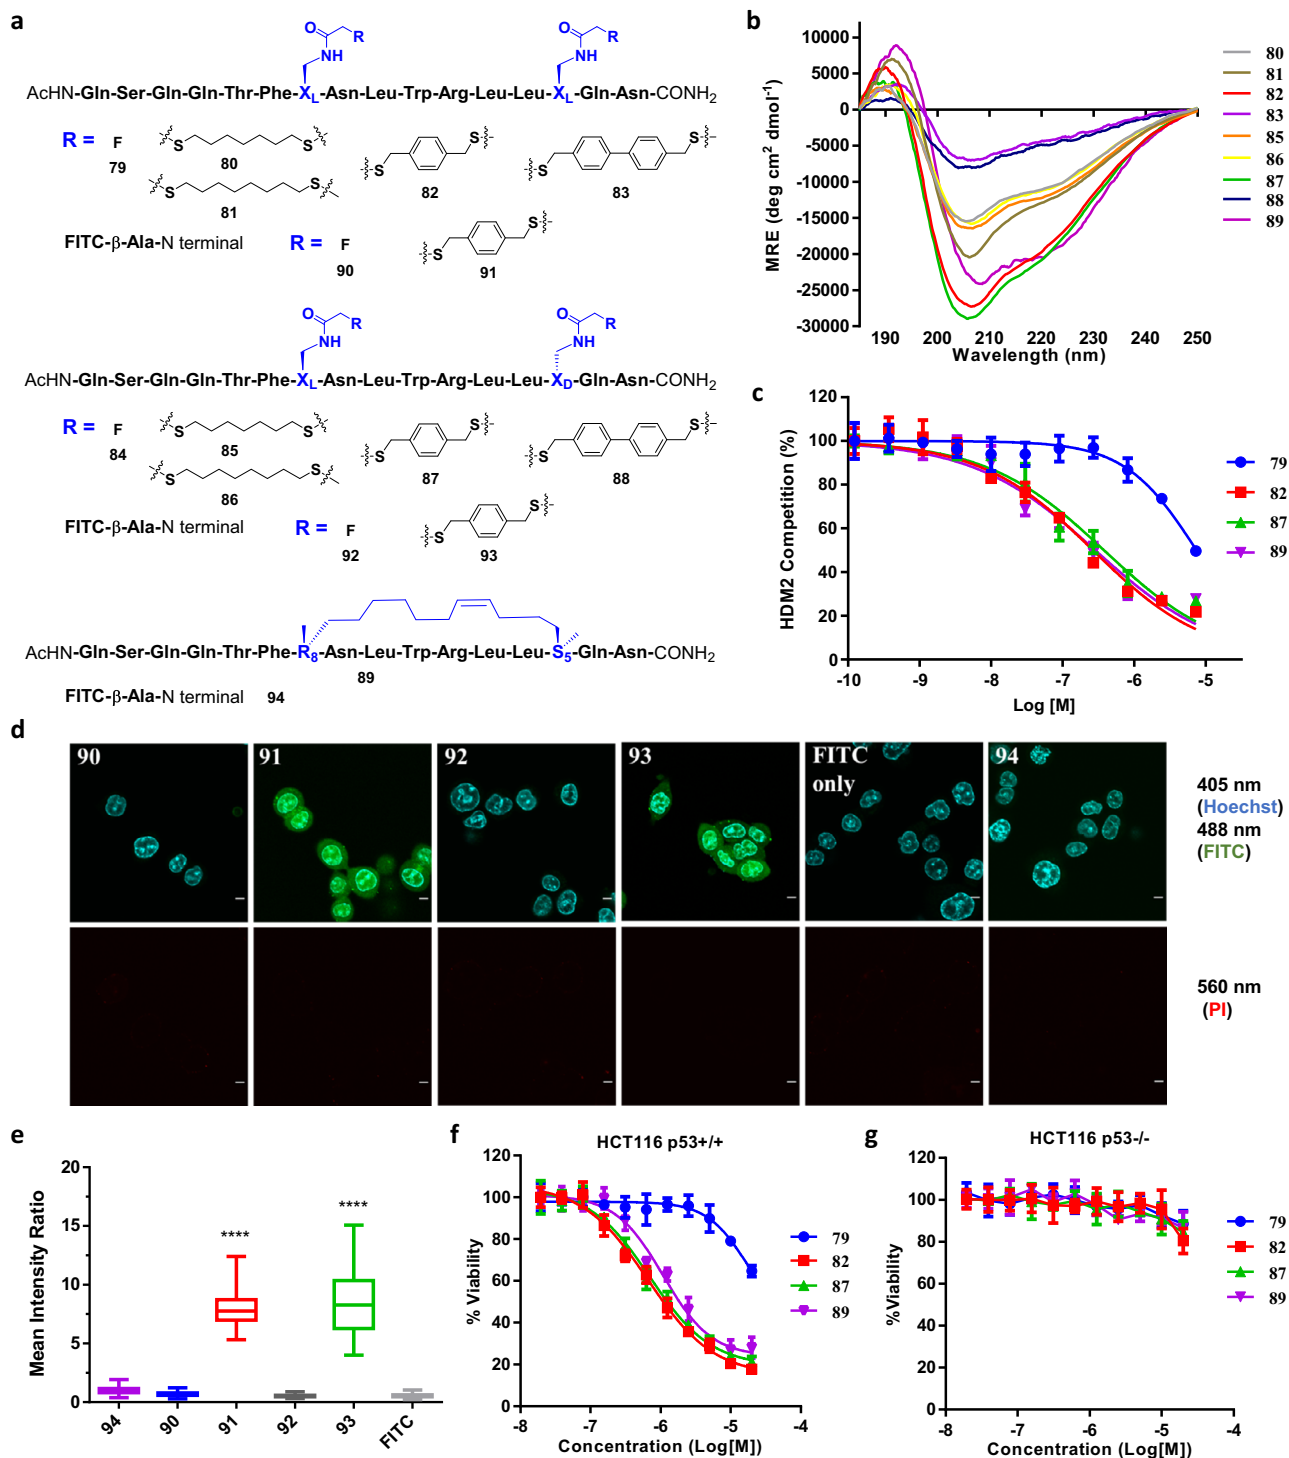 a
O
R
NH
O
R
NH
AcHN-Gln-Ser-Gln-Gln-Thr-Phe-XL-Asn-Leu-Trp-Arg-Leu-Leu-XL-Gln-Asn-CONH2
R = F
79
S
S
80
S
S
81
S
S
82
S
S
83
FITC-β-Ala-N terminal
R = F
90
S
S
91
O
R
NH
O
R
NH
AcHN-Gln-Ser-Gln-Gln-Thr-Phe-XL-Asn-Leu-Trp-Arg-Leu-Leu-XD-Gln-Asn-CONH2
R = F
84
S
S
85
S
S
86
S
S
87
S
S
88
FITC-β-Ala-N terminal
R = F
92
S
S
93
AcHN-Gln-Ser-Gln-Gln-Thr-Phe-R8-Asn-Leu-Trp-Arg-Leu-Leu-S5-Gln-Asn-CONH2
89
FITC-β-Ala-N terminal 94
b
MRE (deg cm2 dmol-1)
10000
5000
0
-5000
-10000
-15000
-20000
-25000
-30000
190 200 210 220 230 240 250
Wavelength (nm)
80
81
82
83
85
86
87
88
89
c
HDM2 Competition (%)
120
100
80
60
40
20
0
-10 -9 -8 -7 -6 -5
Log [M]
79
82
87
89
d
90
91
92
93
FITC
only
94
405 nm
(Hoechst)
488 nm
(FITC)
560 nm
(PI)
e
Mean Intensity Ratio
20
15
10
5
0
****
****
94 90 91 92 93 FITC
f
HCT116 p53+/+
% Viability
120
100
80
60
40
20
0
-8 -7 -6 -5 -4
Concentration (Log[M])
79
82
87
89
g
HCT116 p53-/-
%Viability
120
100
80
60
40
20
0
-8 -7 -6 -5 -4
Concentration (Log[M])
79
82
87
89